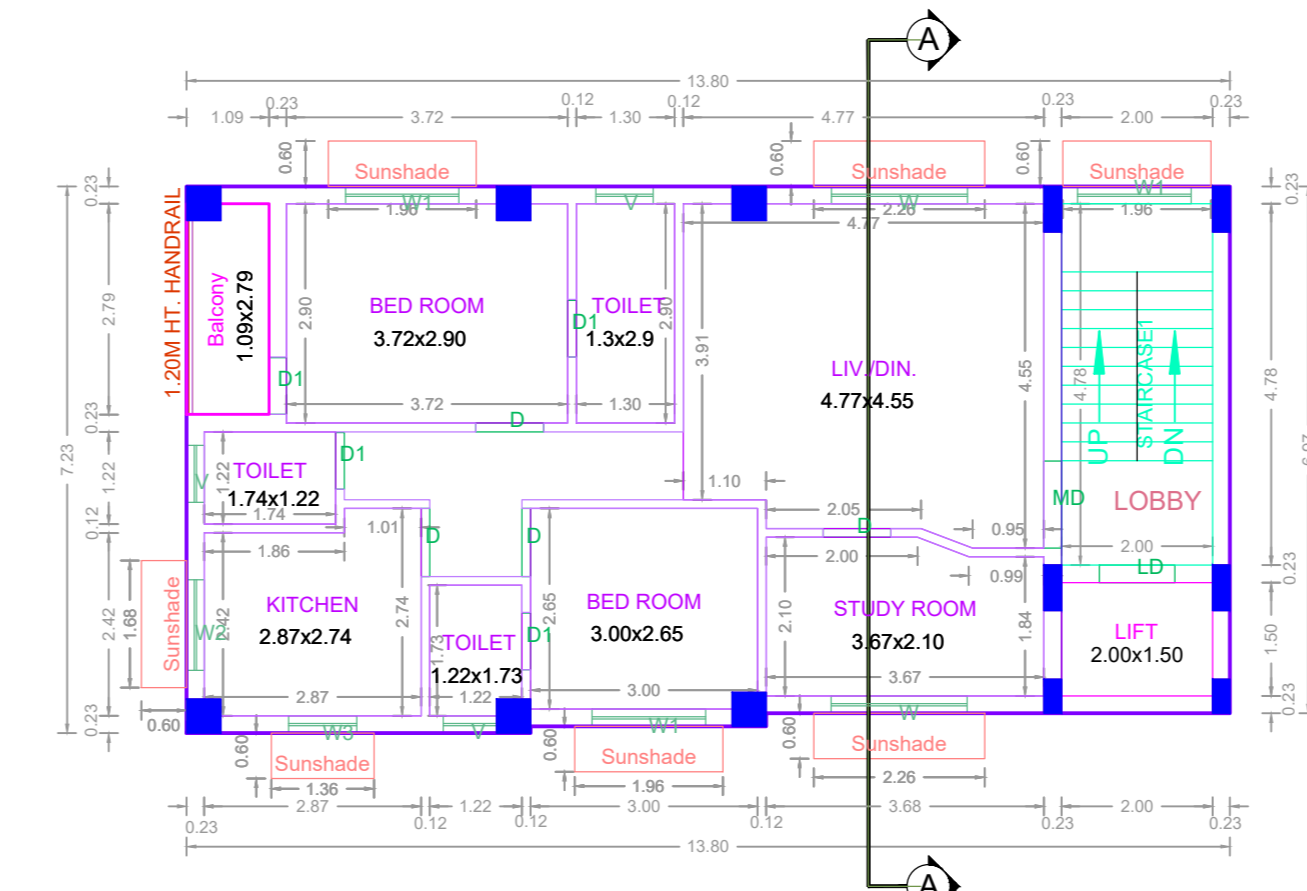 A
13.80
0.23
0.12
0.12
0.23
0.23
1.09
3.72
1.30
4.77
2.00
0.60
0.60
0.60
Sunshade
Sunshade
Sunshade
0.23
W1
V
W
W1
0.23
1.96
2.26
1.96
4.77
1.20M HT. HANDRAIL
2.79
Balcony
1.09x2.79
2.90
BED ROOM
3.72x2.90
TOILET
1.3x2.9
2.90
D1
3.91
LIV./DIN.
4.77x4.55
4.55
4.78
STAIRCASE1
4.78
D1
3.72
1.30
D
UP
DN
0.23
7.23
1.22
V
TOILET
1.74x1.22
1.22
1.74
D1
1.10
MD
LOBBY
0.12
1.01
D
D
2.05
D
0.95
1.86
2.00
2.00
0.99
LD
0.23
2.42
1.68
Sunshade
W2
2.42
KITCHEN
2.87x2.74
2.74
TOILET
1.22x1.73
1.73
D1
2.65
BED ROOM
3.00x2.65
2.10
STUDY ROOM
3.67x2.10
1.84
LIFT
2.00x1.50
1.50
2.87
1.22
3.00
3.67
0.23
0.60
0.23
W3
V
W1
W
0.60
0.60
0.60
Sunshade
Sunshade
Sunshade
1.36
1.96
2.26
2.87
1.22
3.00
3.68
2.00
0.23
0.12
0.12
0.12
0.23
0.23
13.80
A